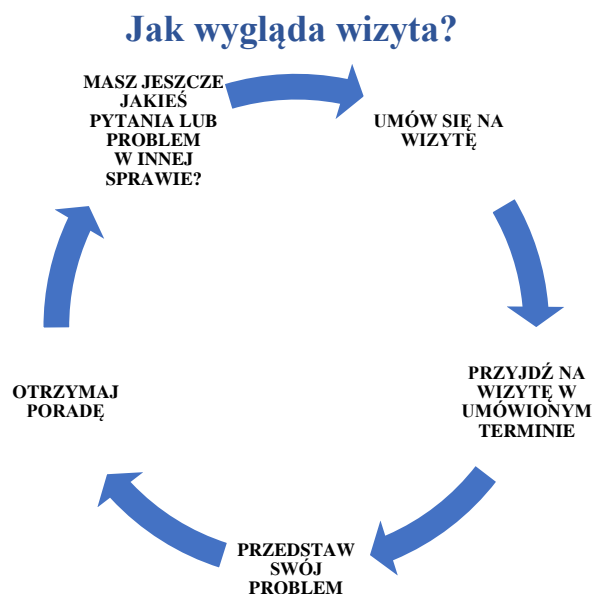 Jak wygląda wizyta?
MASZ JESZCZE
JAKIEŚ
PYTANIA LUB
PROBLEM
W INNEJ
SPRAWIE?
UMÓW SIĘ NA
WIZYTĘ
PRZYJDŹ NA
WIZYTĘ W
UMÓWIONYM
TERMINIE
PRZEDSTAW
SWÓJ
PROBLEM
OTRZYMAJ
PORADĘ